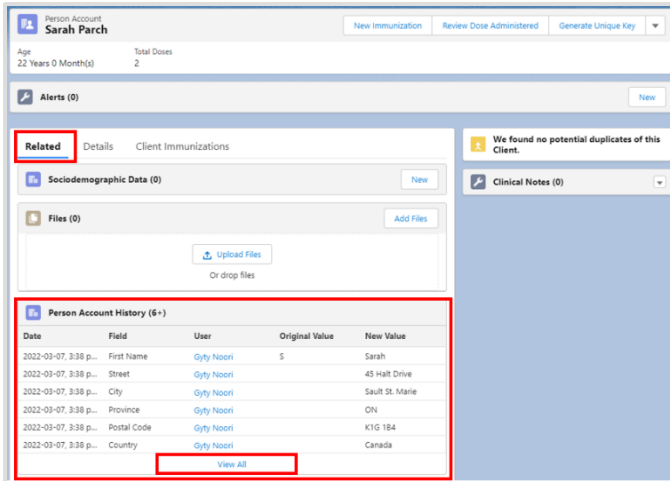 Person Account
Sarah Parch
New Immunization
Review Dose Administered
Generate Unique Key
Age
Total Doses
22 Years 0 Month(s)
2
Alerts (0)
New
Related
Details
Client Immunizations
We found no potential duplicates of this
Client.
Sociodemographic Data (0)
New
Clinical Notes (0)
Files (0)
Add Files
Upload Files
Or drop files
Person Account History (6+)
Date Field User Original Value New Value
2022-03-07, 3:38 p... First Name Gyty Noori S Sarah
2022-03-07, 3:38 p... Street Gyty Noori 45 Halt Drive
2022-03-07, 3:38 p... City Gyty Noori Sault St. Marie
2022-03-07, 3:38 p... Province Gyty Noori ON
2022-03-07, 3:38 p... Postal Code Gyty Noori K1G 1B4
2022-03-07, 3:38 p... Country Gyty Noori Canada
View All